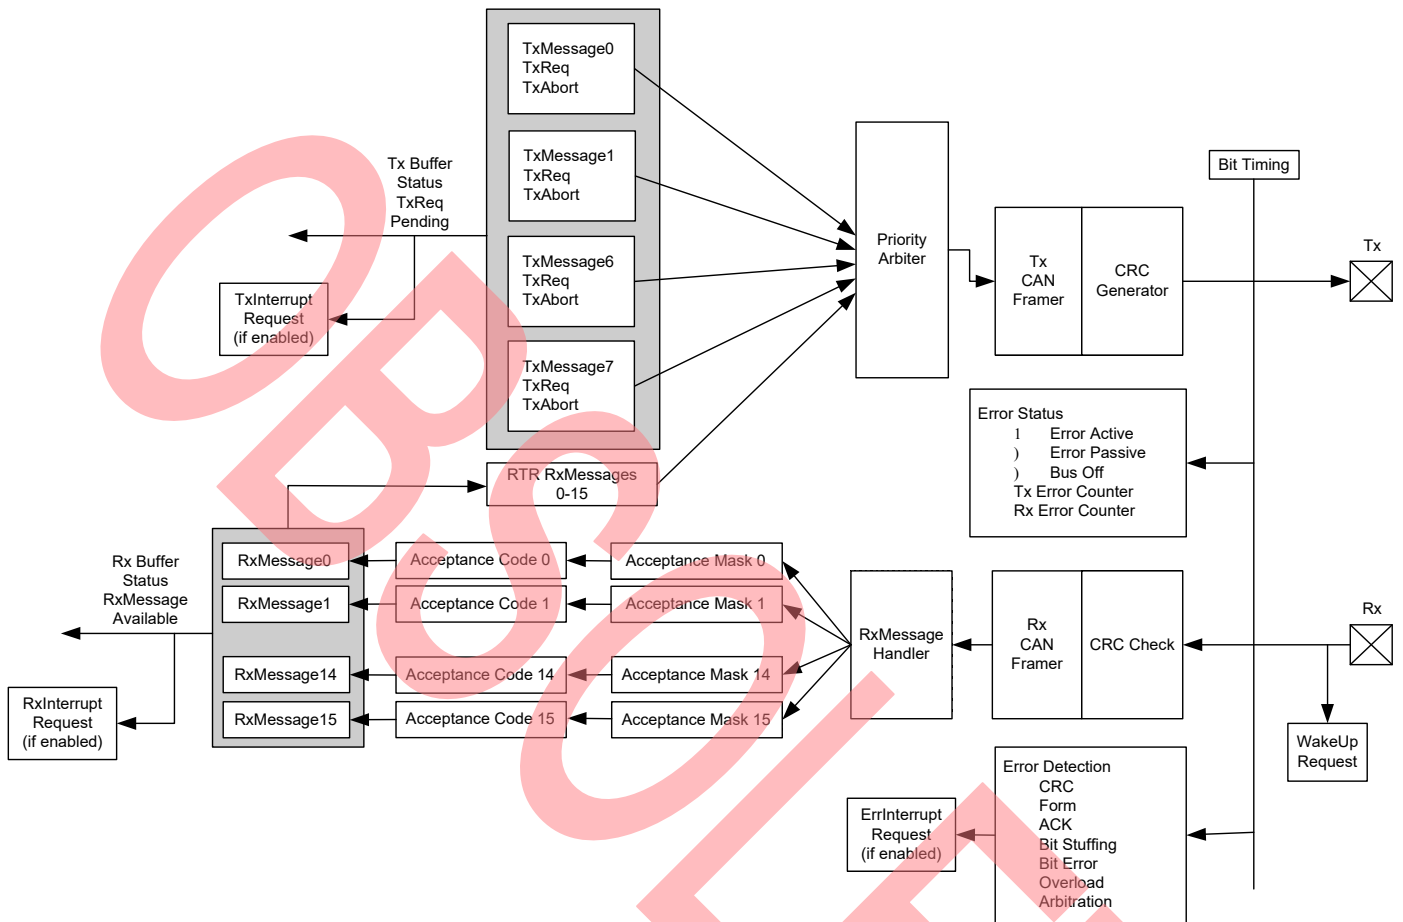 TxMessage0
TxReq
TxAbort
TxMessage1
TxReq
TxAbort
TxMessage6
TxReq
TxAbort
TxMessage7
TxReq
TxAbort
Tx Buffer
Status
TxReq
Pending
TxInterrupt
Request
(if enabled)
RTR RxMessages
0-15
Priority
Arbiter
Tx
CAN
Framer
CRC
Generator
Bit Timing
Tx
Error Status
1 Error Active
) Error Passive
) Bus Off
Tx Error Counter
Rx Error Counter
Rx Buffer
Status
RxMessage
Available
RxInterrupt
Request
(if enabled)
RxMessage0
Acceptance Code 0
Acceptance Mask 0
RxMessage1
Acceptance Code 1
Acceptance Mask 1
RxMessage14
Acceptance Code 14
Acceptance Mask 14
RxMessage15
Acceptance Code 15
Acceptance Mask 15
RxMessage
Handler
Rx
CAN
Framer
CRC Check
Rx
WakeUp
Request
Error Detection
CRC
Form
ACK
Bit Stuffing
Bit Error
Overload
Arbitration
ErrInterrupt
Request
(if enabled)